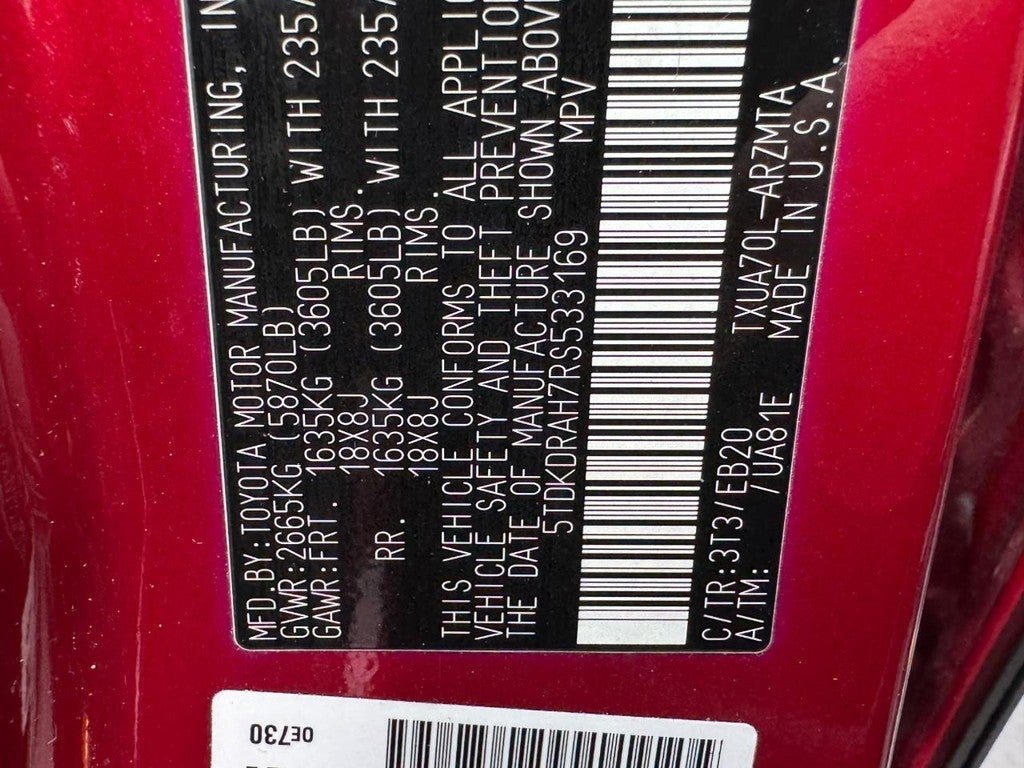 MFD.BY:TOYOTA MOTOR MANUFACTURING, IN
GVWR:2665KG (5870LB)
GAWR:FRT. 1635KG (3605LB) WITH 235/
18X8J RIMS.
RR. 1635KG (3605LB) WITH 235/
18X8J RIMS.
THIS VEHICLE CONFORMS TO ALL APPLIC
VEHICLE SAFETY AND THEFT PREVENTION
THE DATE OF MANUFACTURE SHOWN ABOVE
5TDKDRAH7RS533169 MPV
C/TR:3T3/EB20 TXUA70L-ARZMTA
A/TM: /UA81E MADE IN U.S.A.
0E730